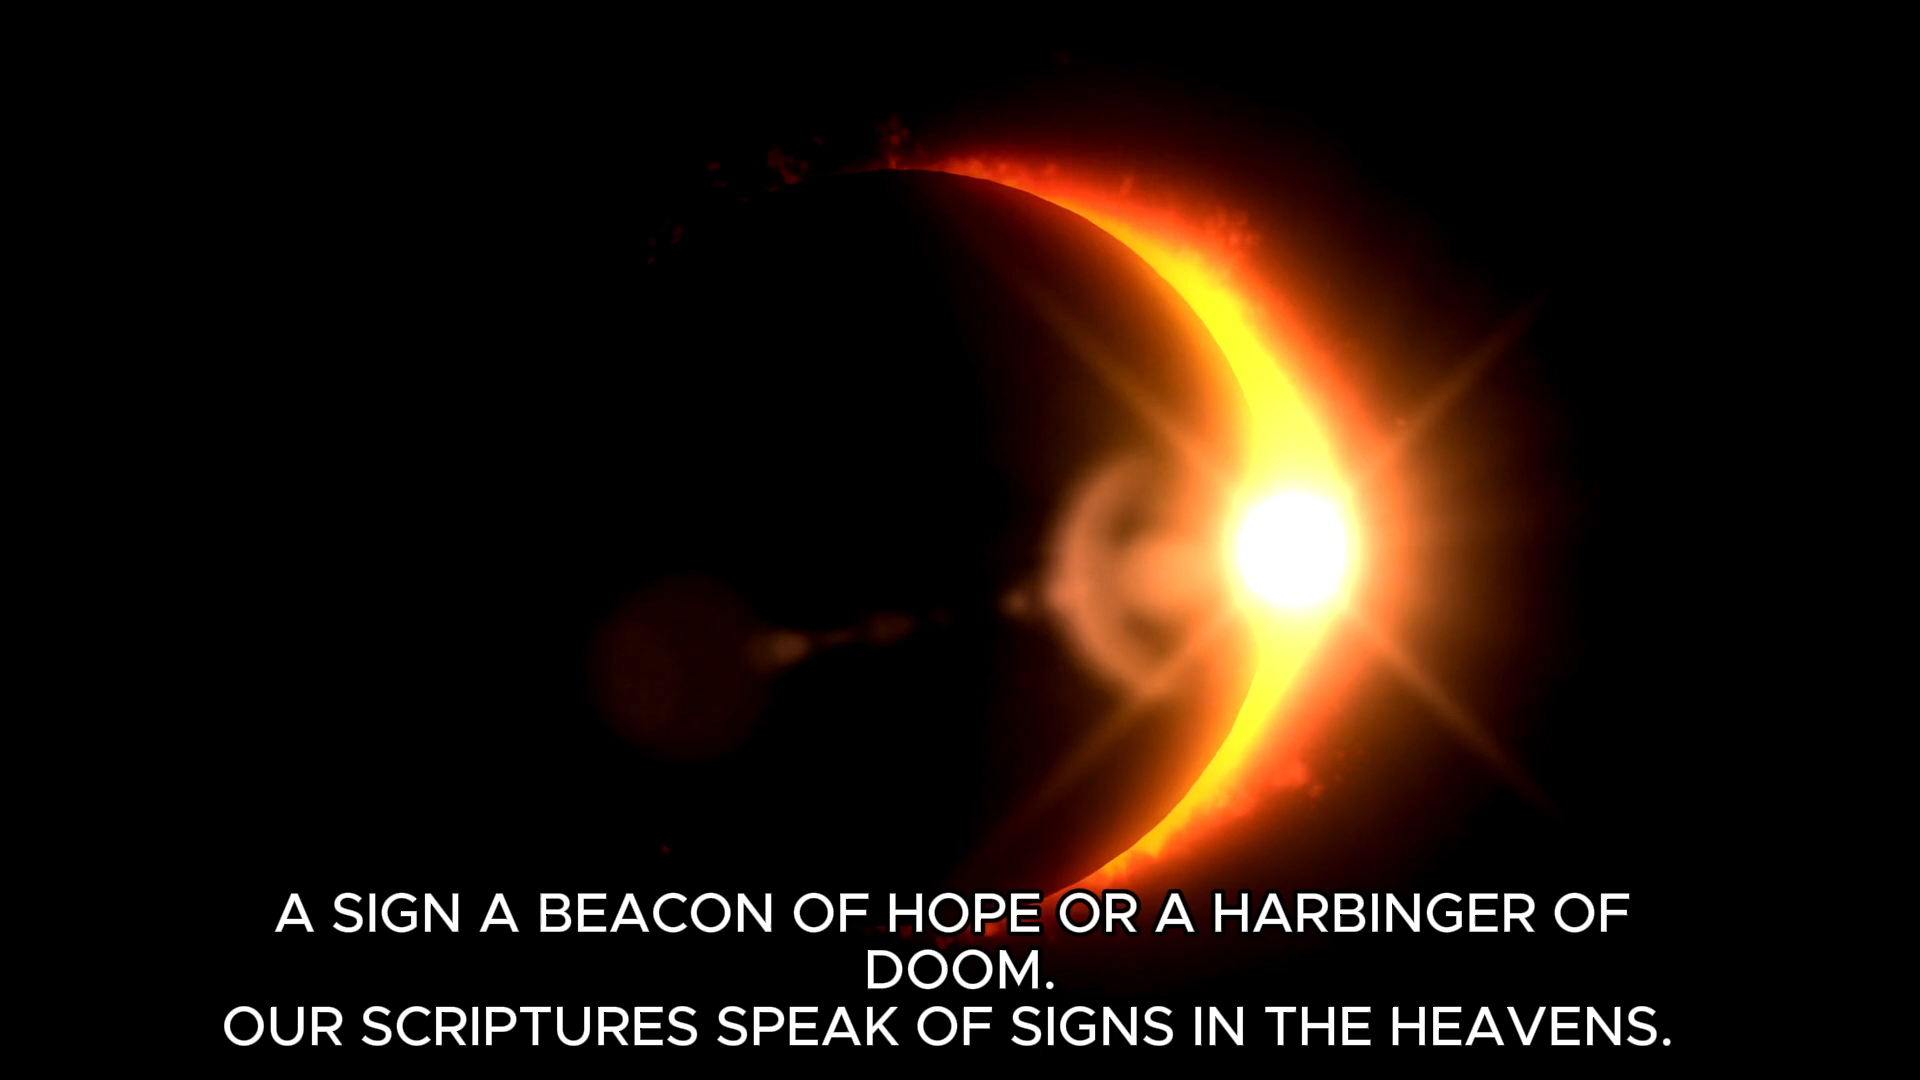 A SIGN A BEACON OF HOPE OR A HARBINGER OF
DOOM.
OUR SCRIPTURES SPEAK OF SIGNS IN THE HEAVENS.